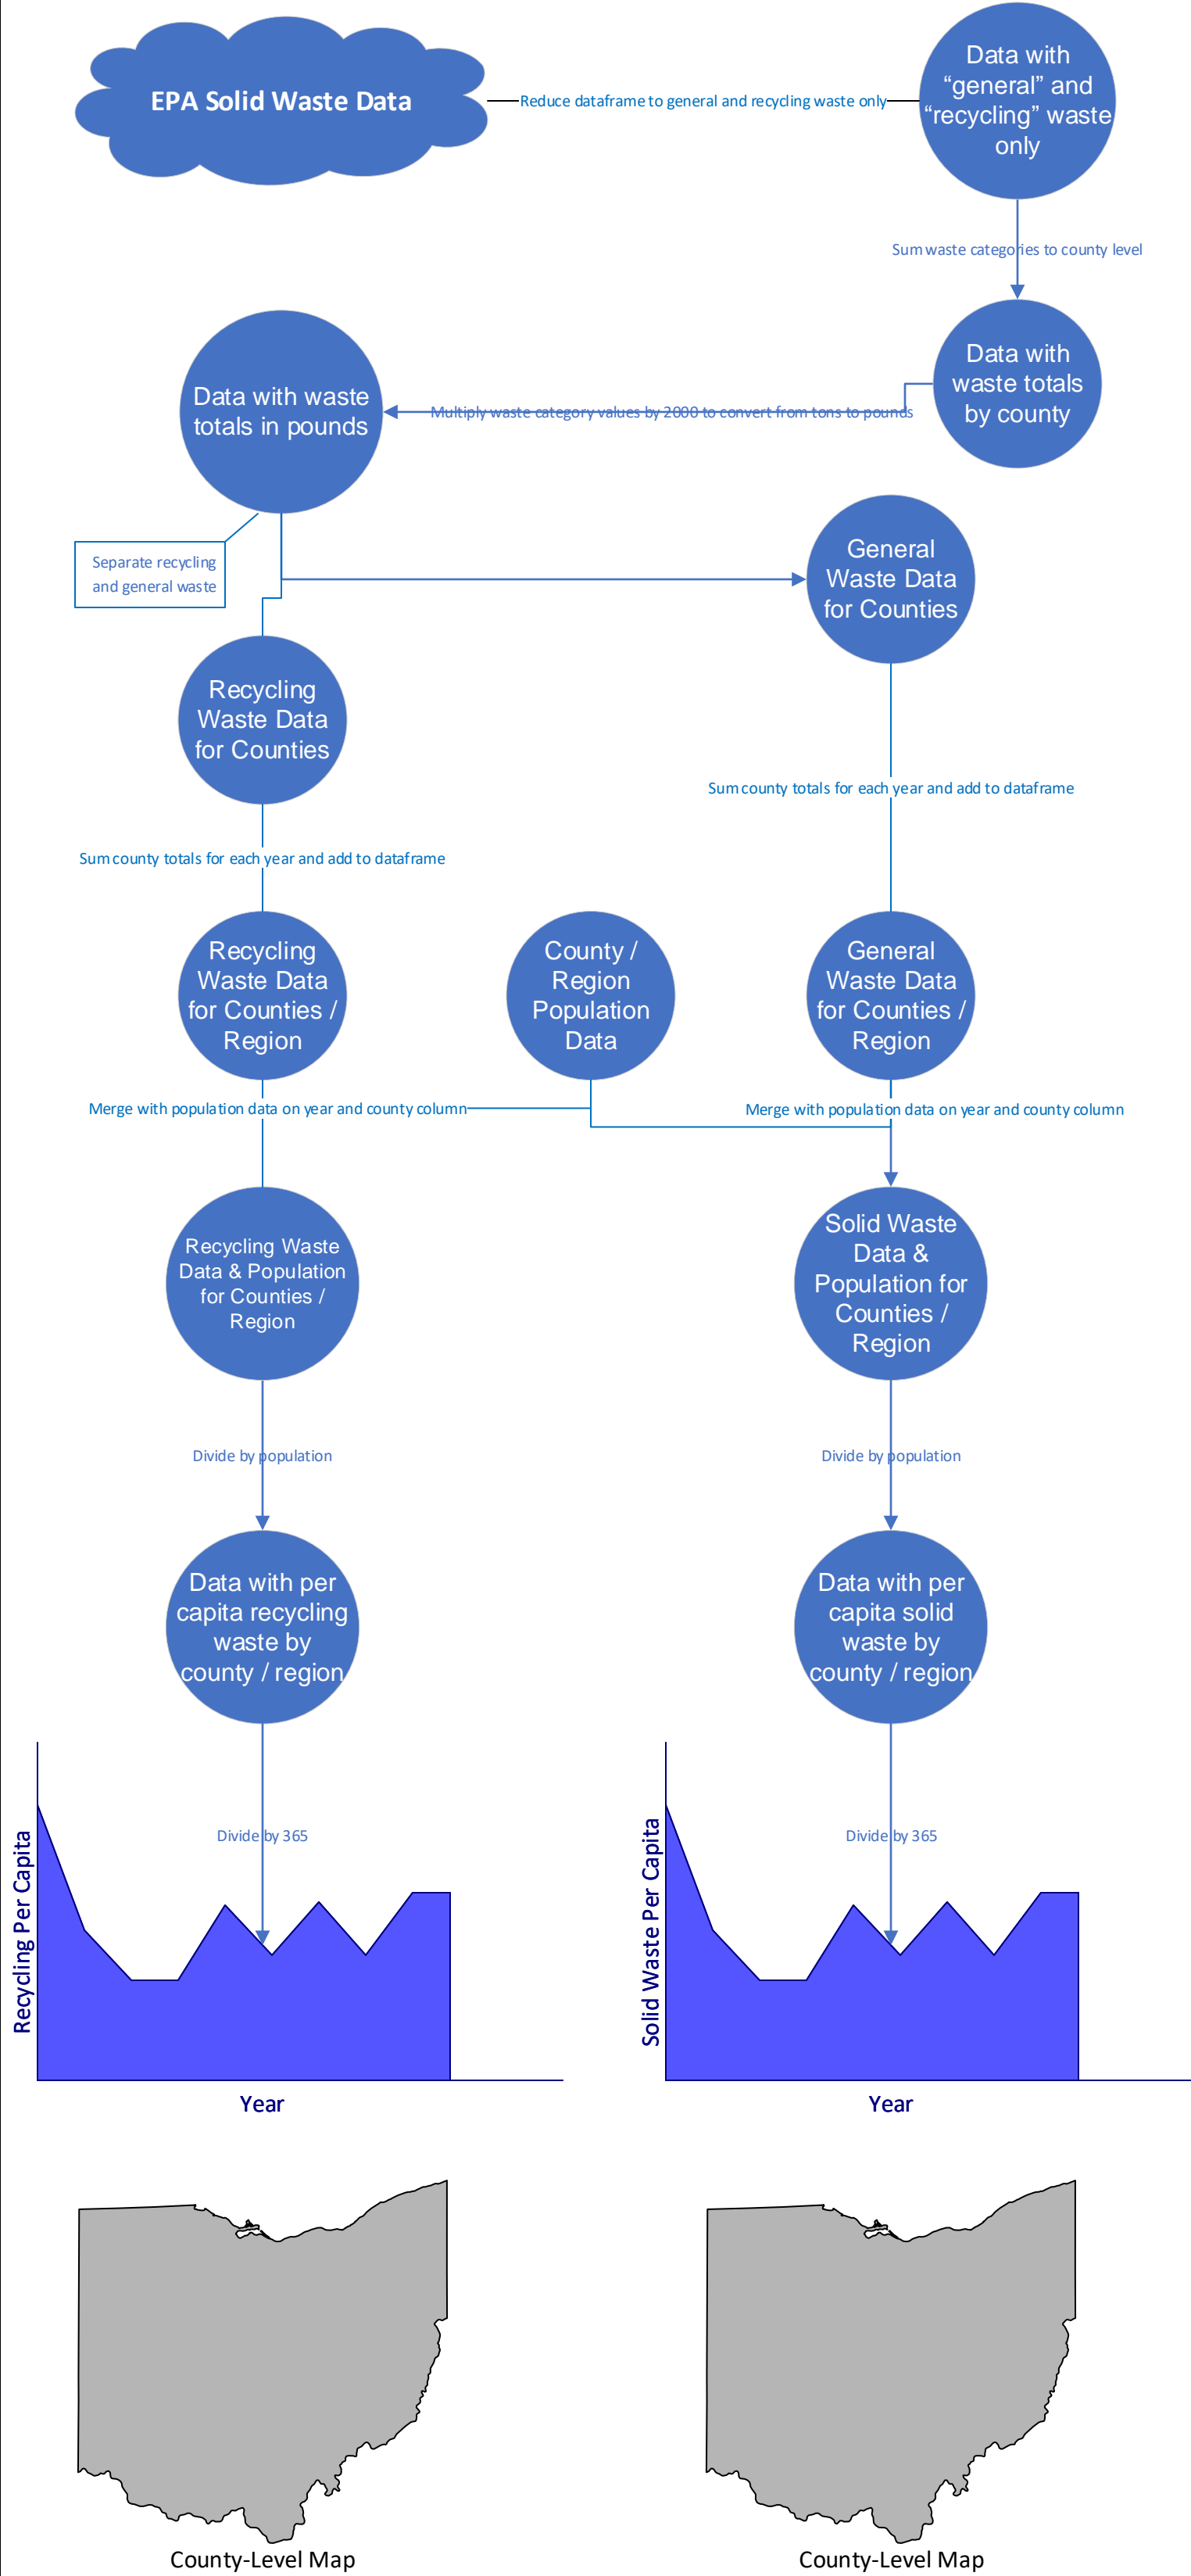 EPA Solid Waste Data
Reduce dataframe to general and recycling waste only
Data with
“general” and
“recycling” waste
only
Sum waste categories to county level
Data with
waste totals
by county
Multiply waste category values by 2000 to convert from tons to pounds
Data with waste
totals in pounds
Separate recycling
and general waste
General
Waste Data
for Counties
Recycling
Waste Data
for Counties
Sum county totals for each year and add to dataframe
Sum county totals for each year and add to dataframe
Recycling
Waste Data
for Counties /
Region
County /
Region
Population
Data
General
Waste Data
for Counties /
Region
Merge with population data on year and county column
Merge with population data on year and county column
Recycling Waste
Data & Population
for Counties /
Region
Solid Waste
Data &
Population for
Counties /
Region
Divide by population
Divide by population
Data with per
capita recycling
waste by
county / region
Data with per
capita solid
waste by
county / region
Divide by 365
Divide by 365
Recycling Per Capita
Solid Waste Per Capita
Year
Year
County-Level Map
County-Level Map